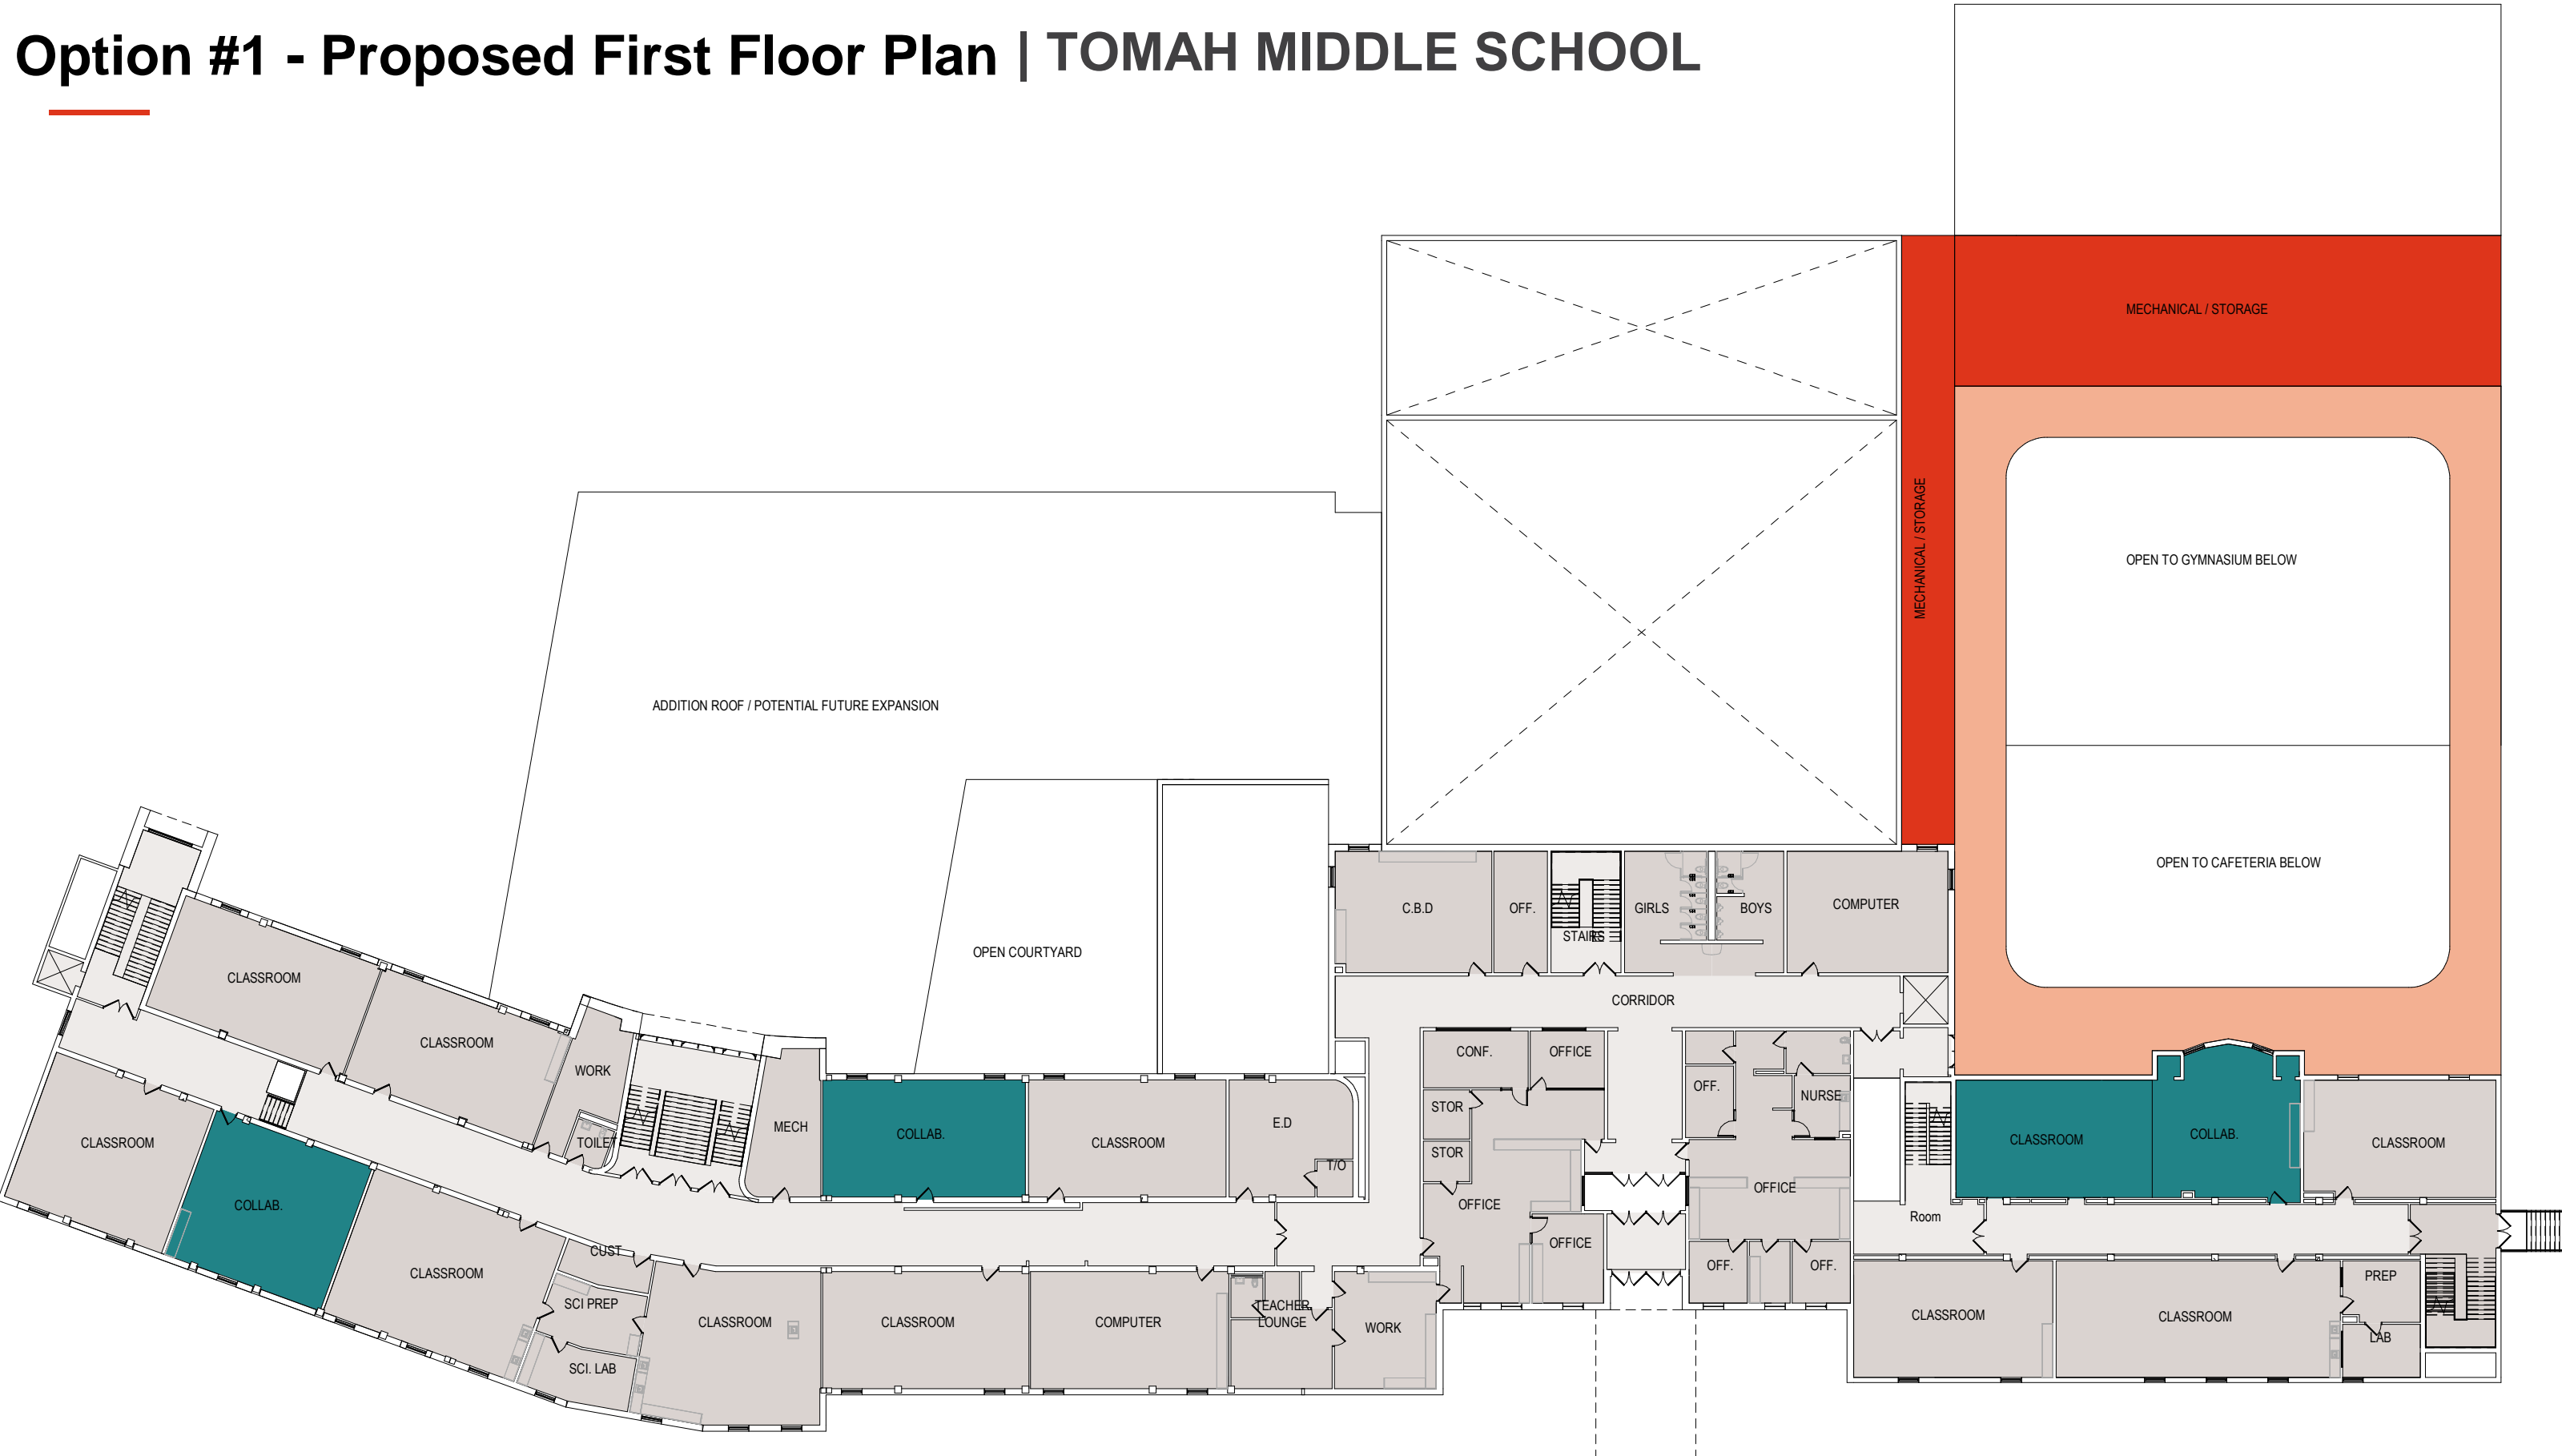 Option #1 - Proposed First Floor Plan | TOMAH MIDDLE SCHOOL
MECHANICAL / STORAGE
MECHANICAL / STORAGE
OPEN TO GYMNASIUM BELOW
ADDITION ROOF / POTENTIAL FUTURE EXPANSION
OPEN TO CAFETERIA BELOW
OPEN COURTYARD
C.B.D
OFF.
STAIRS
GIRLS
BOYS
COMPUTER
CORRIDOR
CLASSROOM
CLASSROOM
WORK
TOILET
MECH
COLLAB.
CLASSROOM
E.D
T/O
CONF.
OFFICE
STOR
STOR
OFFICE
OFFICE
OFF.
NURSE
OFFICE
OFF.
OFF.
Room
CLASSROOM
COLLAB.
CLASSROOM
CLASSROOM
COLLAB.
CLASSROOM
CUST
SCI PREP
SCI. LAB
CLASSROOM
CLASSROOM
COMPUTER
TEACHER
LOUNGE
WORK
CLASSROOM
CLASSROOM
PREP
LAB